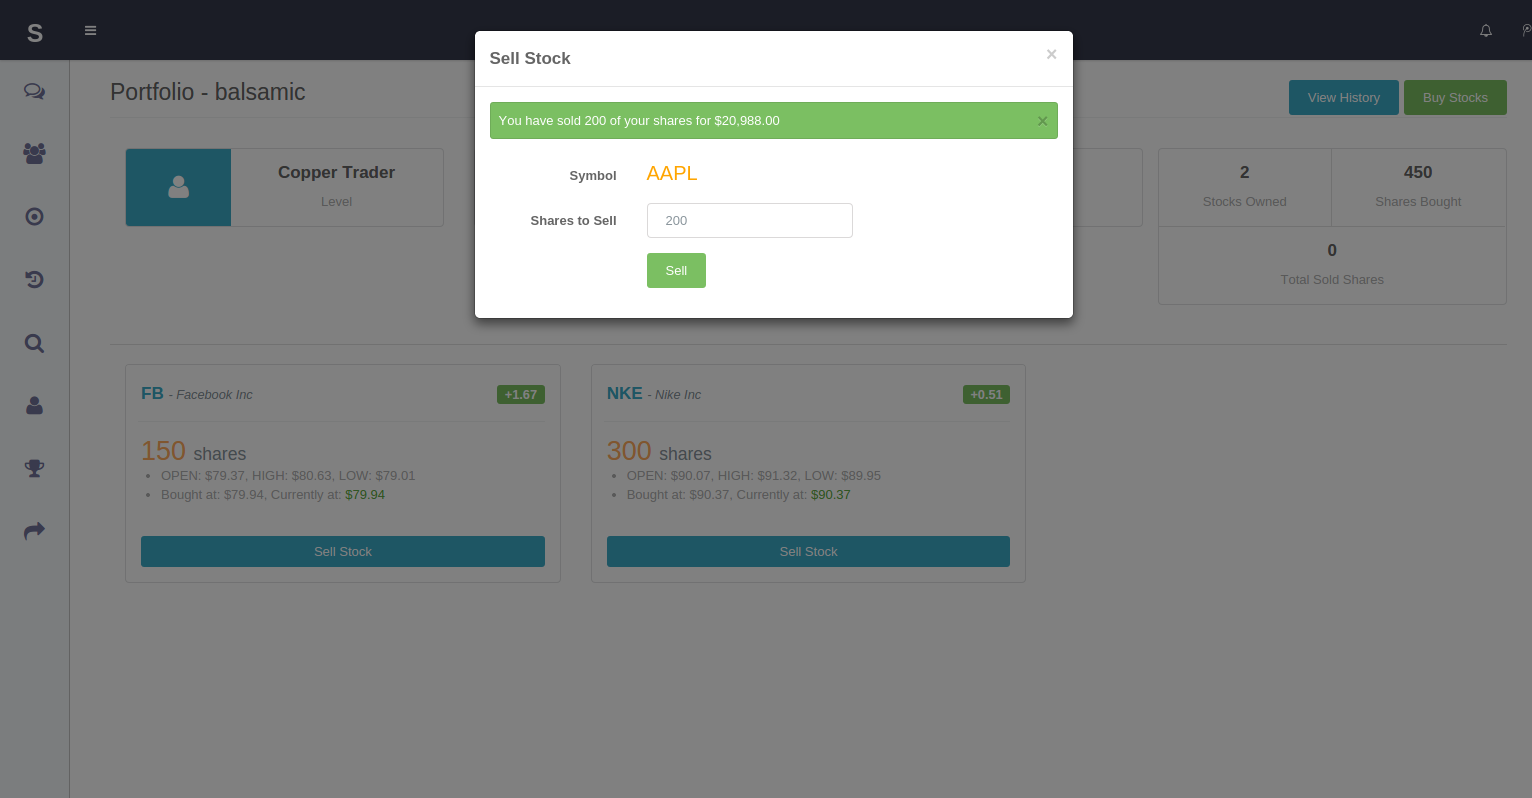 S
Sell Stock
×
You have sold 200 of your shares for $20,988.00
×
Symbol
AAPL
Shares to Sell
200
Sell
Portfolio - balsamic
View History
Buy Stocks
Copper Trader
Level
2
Stocks Owned
450
Shares Bought
0
Total Sold Shares
FB - Facebook Inc
+1.67
150 shares
• OPEN: $79.37, HIGH: $80.63, LOW: $79.01
• Bought at: $79.94, Currently at: $79.94
Sell Stock
NKE - Nike Inc
+0.51
300 shares
• OPEN: $90.07, HIGH: $91.32, LOW: $89.95
• Bought at: $90.37, Currently at: $90.37
Sell Stock